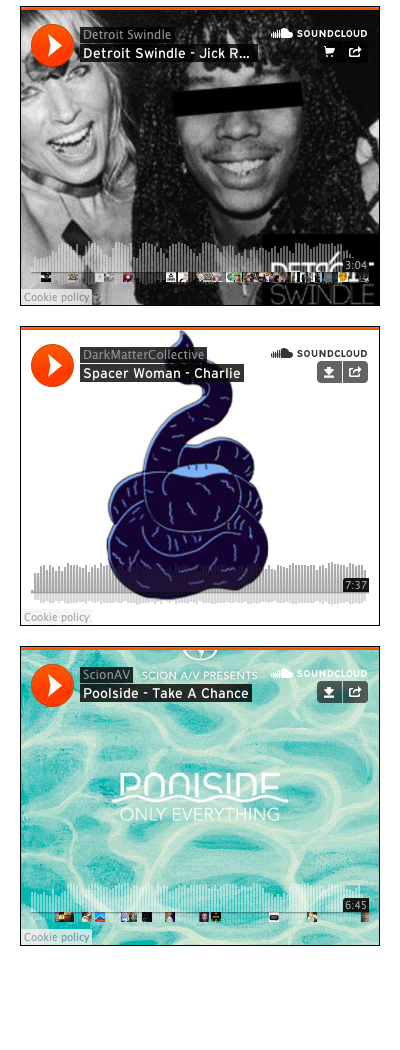 Detroit Swindle
SOUNDCLOUD
Detroit Swindle - Jick R...
3:04
DETROIT
SWINDLE
Cookie policy
DarkMatterCollective
SOUNDCLOUD
Spacer Woman - Charlie
7:37
Cookie policy
ScionAV
SCION A/V PRESENTS
SOUNDCLOUD
Poolside - Take A Chance
POOLSIDE
ONLY EVERYTHING
6:45
Cookie policy